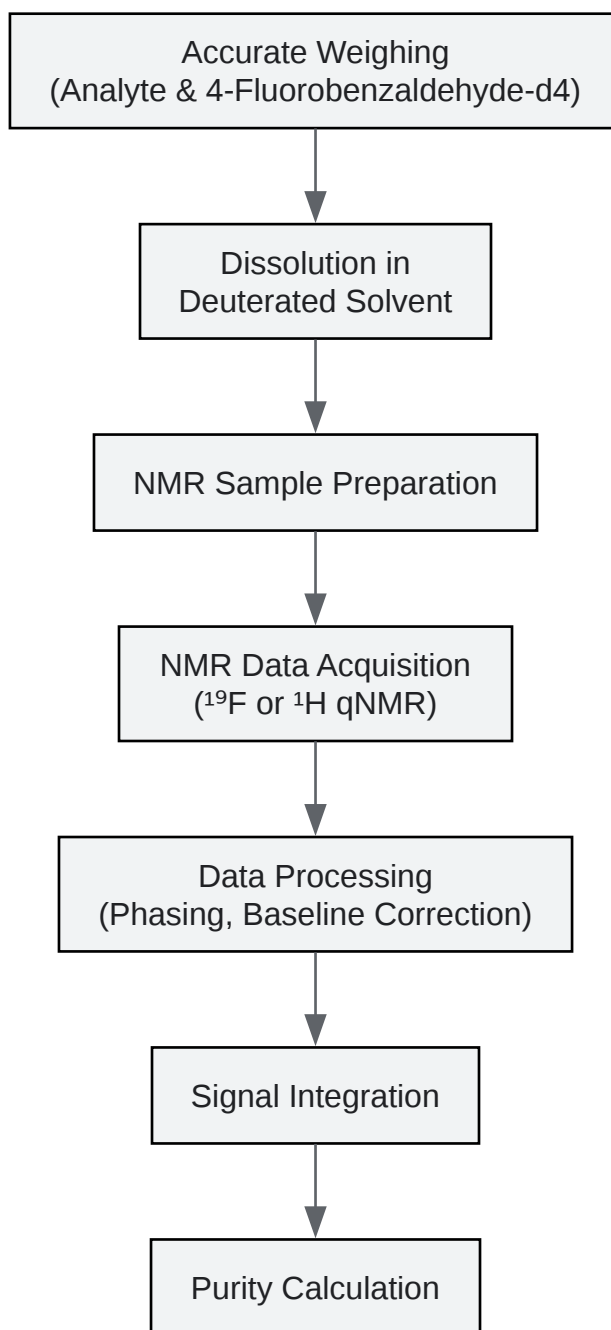 Accurate Weighing
(Analyte & 4-Fluorobenzaldehyde-d4)
Dissolution in
Deuterated Solvent
NMR Sample Preparation
NMR Data Acquisition
(¹⁹F or ¹H qNMR)
Data Processing
(Phasing, Baseline Correction)
Signal Integration
Purity Calculation